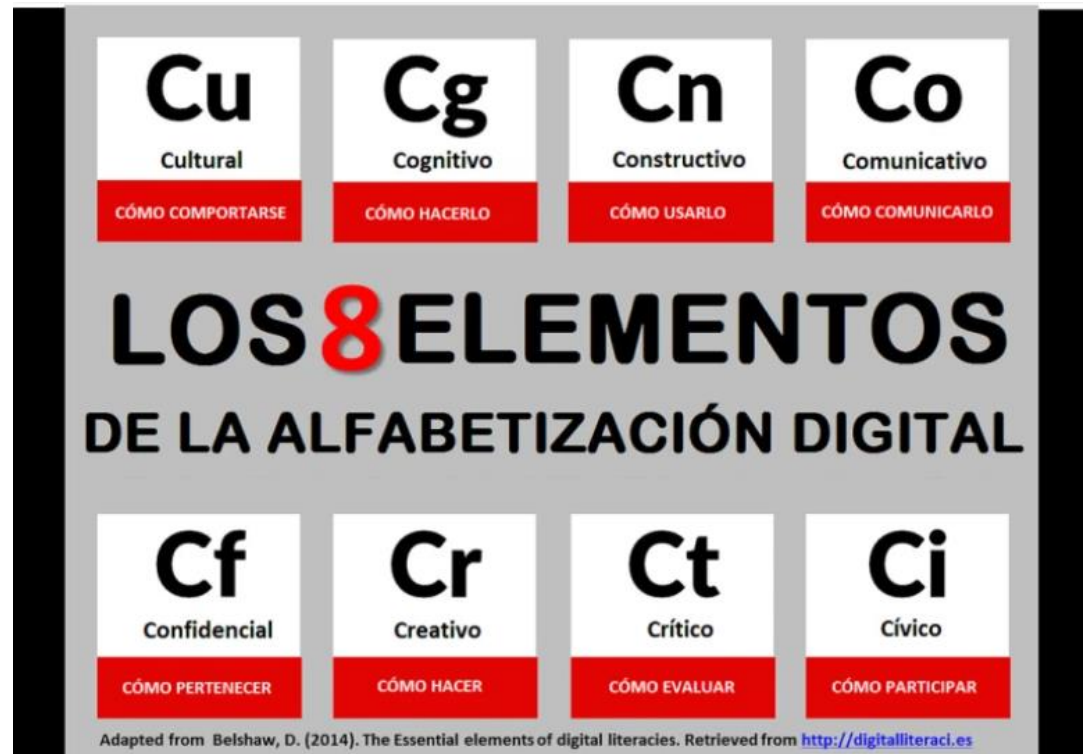 Cu Cg Cn Co
Cultural Cognitivo Constructivo Comunicativo
CÓMO COMPORTARSE CÓMO HACERLO CÓMO USARLO CÓMO COMUNICARLO
LOS 8 ELEMENTOS
DE LA ALFABETIZACIÓN DIGITAL
Cf Cr Ct Ci
Confidencial Creativo Crítico Cívico
CÓMO PERTENECER CÓMO HACER CÓMO EVALUAR CÓMO PARTICIPAR
Adapted from Belshaw, D. (2014). The Essential elements of digital literacies. Retrieved from http://digitalliteraci.es